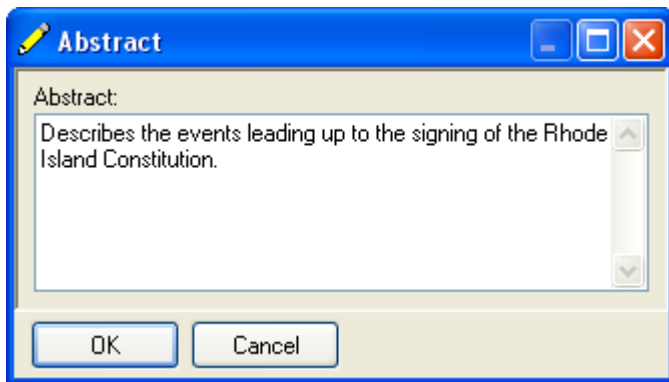 Abstract
Abstract:
Describes the events leading up to the signing of the Rhode
Island Constitution.
OK
Cancel